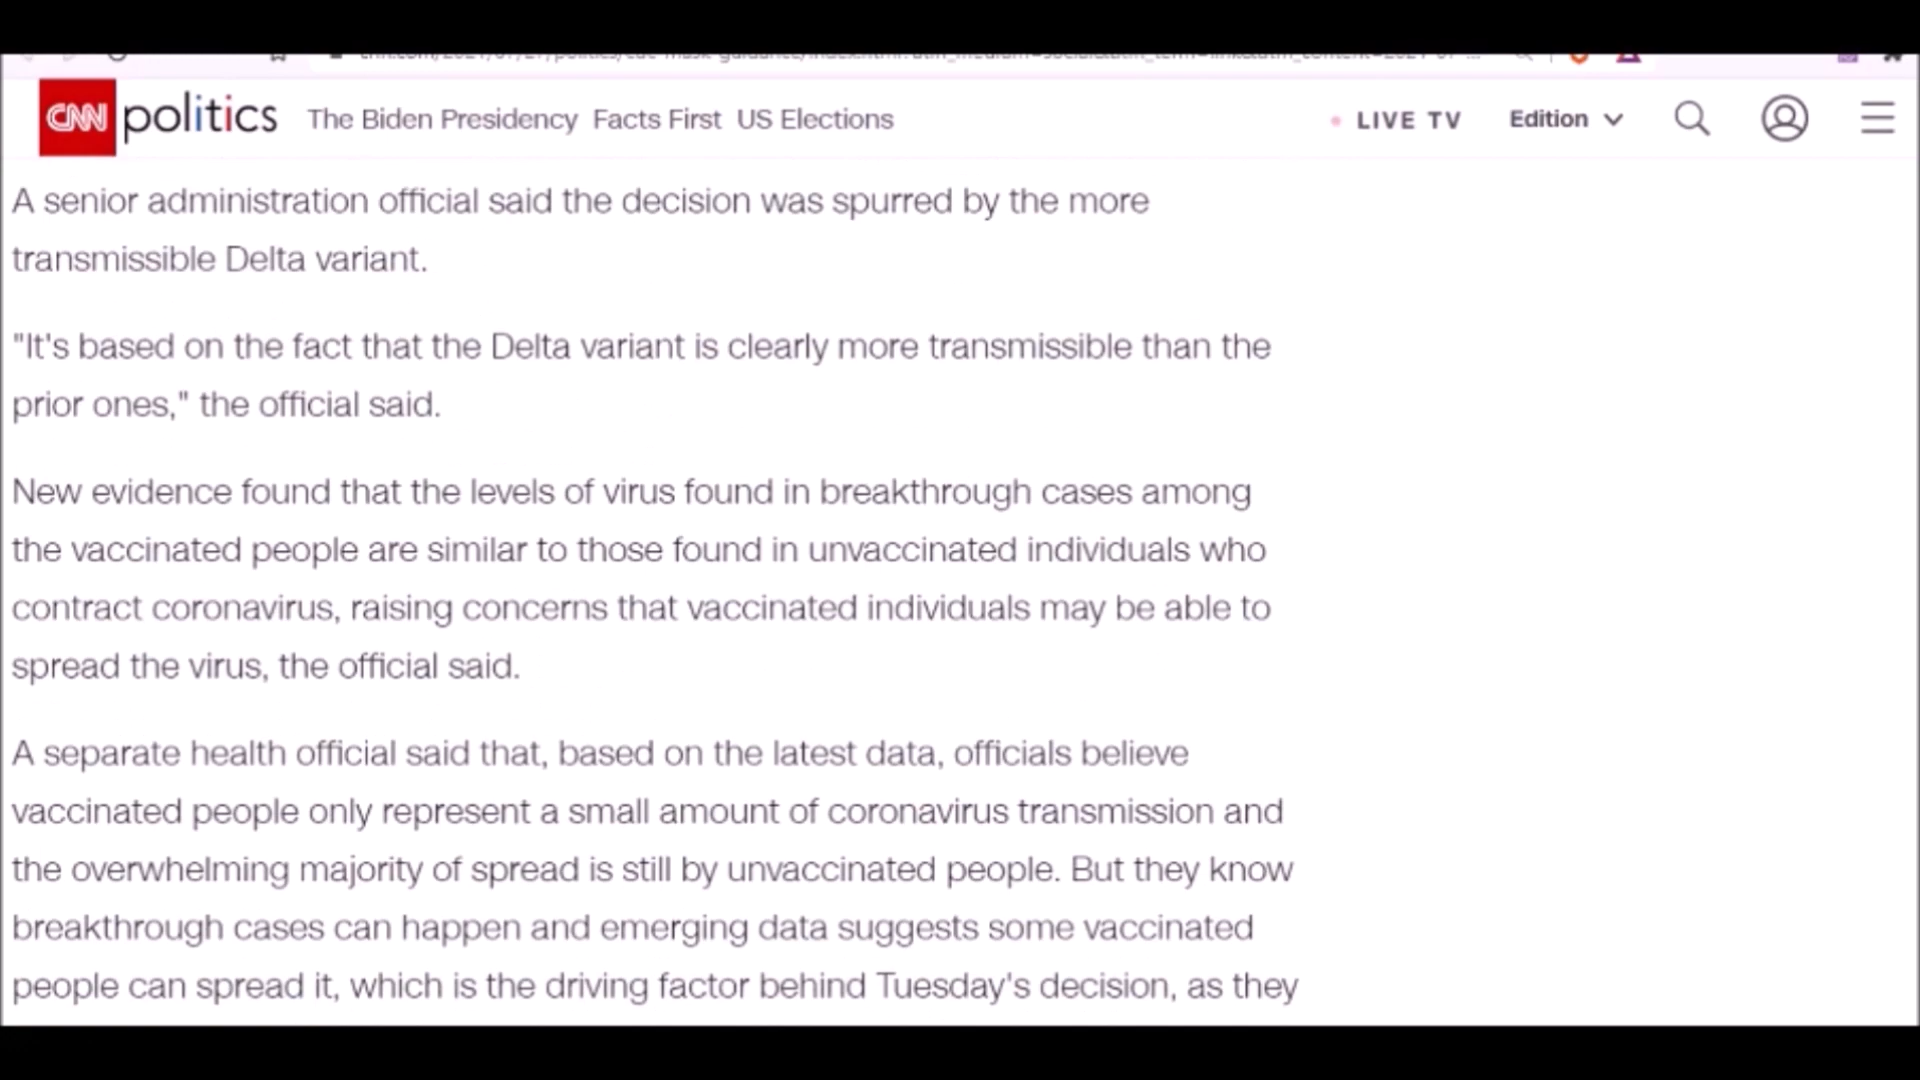 CNN politics The Biden Presidency Facts First US Elections LIVE TV Edition
A senior administration official said the decision was spurred by the more
transmissible Delta variant.
"It's based on the fact that the Delta variant is clearly more transmissible than the
prior ones," the official said.
New evidence found that the levels of virus found in breakthrough cases among
the vaccinated people are similar to those found in unvaccinated individuals who
contract coronavirus, raising concerns that vaccinated individuals may be able to
spread the virus, the official said.
A separate health official said that, based on the latest data, officials believe
vaccinated people only represent a small amount of coronavirus transmission and
the overwhelming majority of spread is still by unvaccinated people. But they know
breakthrough cases can happen and emerging data suggests some vaccinated
people can spread it, which is the driving factor behind Tuesday's decision, as they